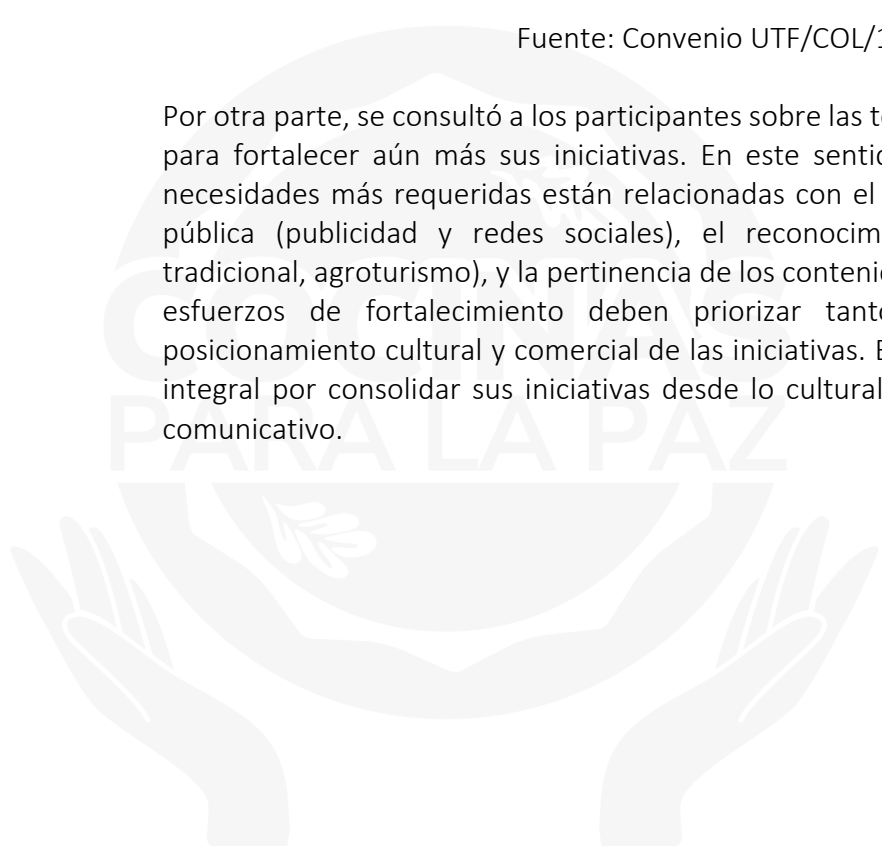 Fuente: Convenio UTF/COL/
Por otra parte, se consultó a los participantes sobre las
para fortalecer aún más sus iniciativas. En este
necesidades más requeridas están relacionadas con el
pública (publicidad y redes sociales), el
tradicional, agroturismo), y la pertinencia de los
esfuerzos de fortalecimiento deben priorizar
posicionamiento cultural y comercial de las iniciativas.
integral por consolidar sus iniciativas desde lo cultural
comunicativo.
COCINAS
PARA LA PAZ